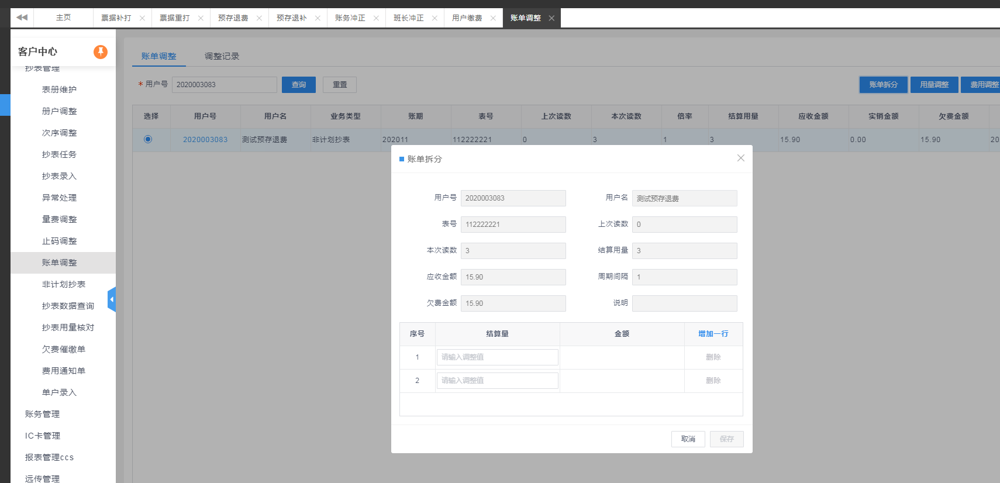 主页
票据补打
票据重打
预存退费
预存退补
账务冲正
班长冲正
用户缴费
账单调整
客户中心
抄表管理
表册维护
册户调整
次序调整
抄表任务
抄表录入
异常处理
量费调整
止码调整
账单调整
非计划抄表
抄表数据查询
抄表用量核对
欠费催缴单
费用通知单
单户录入
账务管理
IC卡管理
报表管理ccs
远传管理
账单调整
调整记录
* 用户号
2020003083
查询
重置
账单拆分
用量调整
费用调整
选择
用户号
用户名
业务类型
账期
表号
上次读数
本次读数
倍率
结算用量
应收金额
实销金额
欠费金额
2020003083
测试预存退费
非计划抄表
202011
112222221
0
3
1
3
15.90
0.00
15.90
20
账单拆分
用户号
2020003083
用户名
测试预存退费
表号
112222221
上次读数
0
本次读数
3
结算用量
3
应收金额
15.90
周期间隔
1
欠费金额
15.90
说明
序号
结算量
金额
增加一行
1
请输入调整值
删除
2
请输入调整值
删除
取消
保存